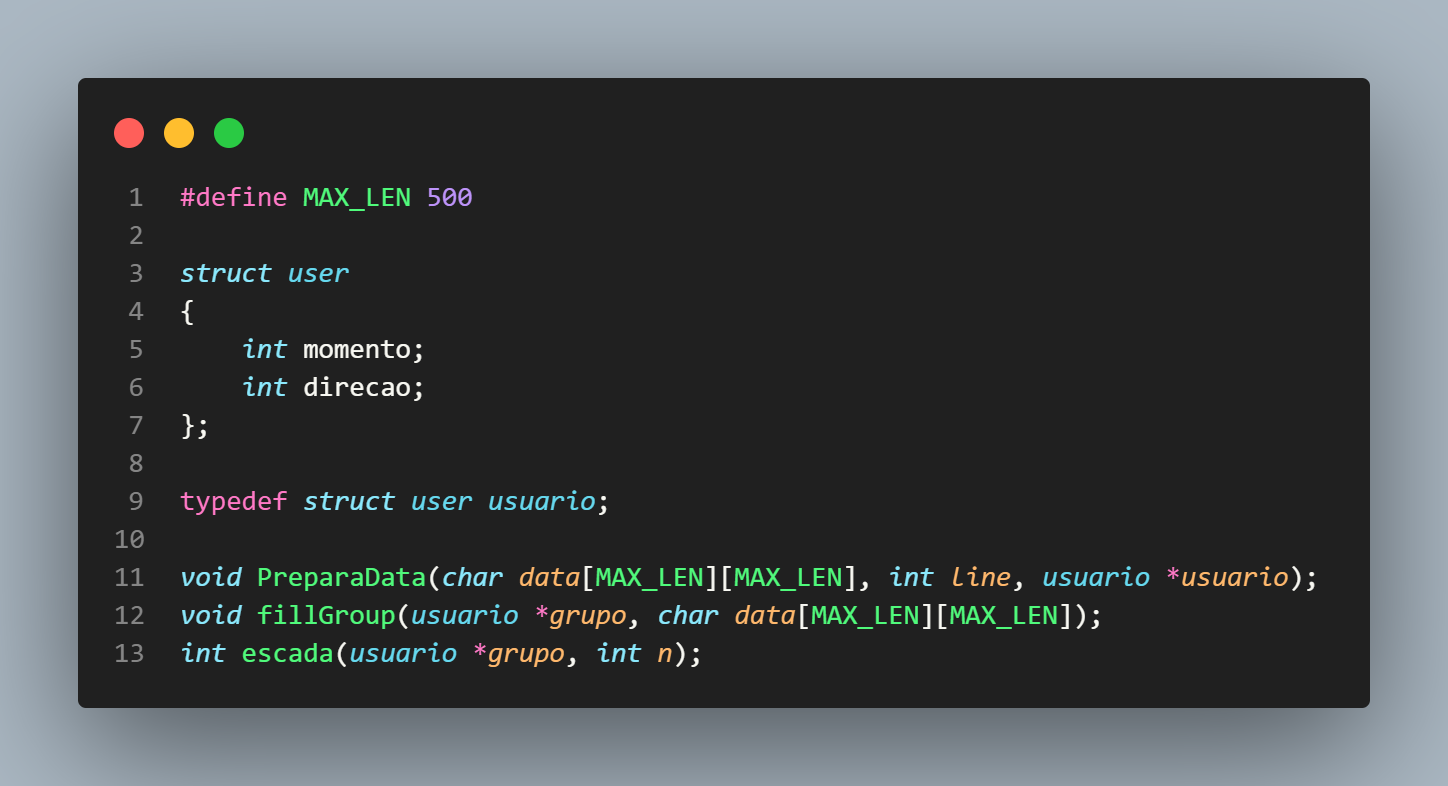 1 #define MAX_LEN 500
2
3 struct user
4 {
5     int momento;
6     int direcao;
7 };
8
9 typedef struct user usuario;
10
11 void PreparaData(char data[MAX_LEN][MAX_LEN], int line, usuario *usuario);
12 void fillGroup(usuario *grupo, char data[MAX_LEN][MAX_LEN]);
13 int escada(usuario *grupo, int n);